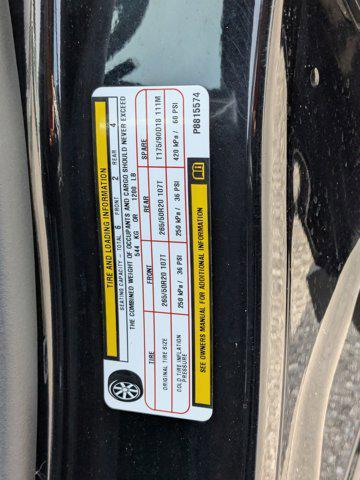 TIRE AND LOADING INFORMATION
SEATING CAPACITY - TOTAL 6 FRONT 2 REAR 4
THE COMBINED WEIGHT OF OCCUPANTS AND CARGO SHOULD NEVER EXCEED
544 KG OR 1200 LB
TIRE FRONT REAR SPARE
ORIGINAL TIRE SIZE 265/50R20 107T 265/50R20 107T T175/90D18 111M
COLD TIRE INFLATION PRESSURE 250 kPa / 36 PSI 250 kPa / 36 PSI 420 kPa / 60 PSI
SEE OWNERS MANUAL FOR ADDITIONAL INFORMATION
P8815574